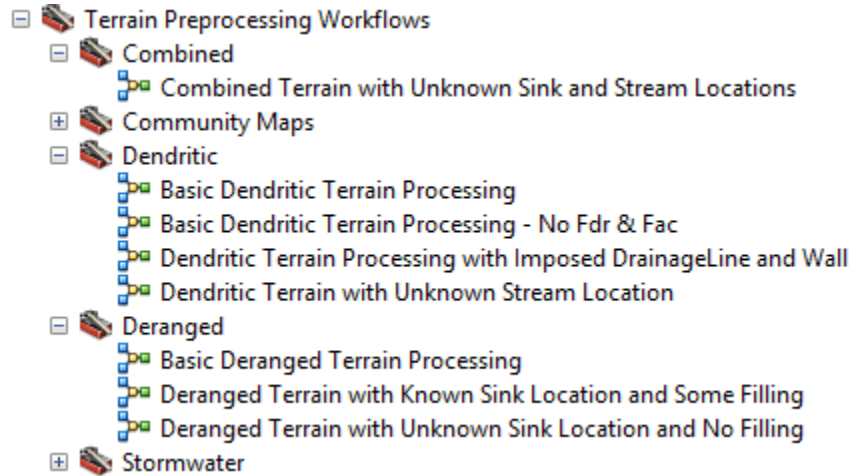 Terrain Preprocessing Workflows
Combined
Combined Terrain with Unknown Sink and Stream Locations
Community Maps
Dendritic
Basic Dendritic Terrain Processing
Basic Dendritic Terrain Processing - No Fdr & Fac
Dendritic Terrain Processing with Imposed DrainageLine and Wall
Dendritic Terrain with Unknown Stream Location
Deranged
Basic Deranged Terrain Processing
Deranged Terrain with Known Sink Location and Some Filling
Deranged Terrain with Unknown Sink Location and No Filling
Stormwater